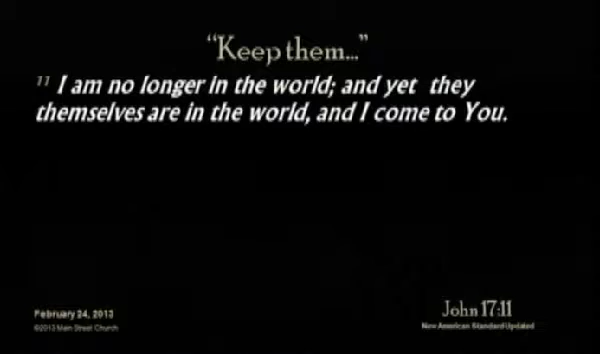 “Keep them...”
11 I am no longer in the world; and yet they
themselves are in the world, and I come to You.
February 24, 2013
©2013 Main Street Church
John 17:11
New American Standard Updated